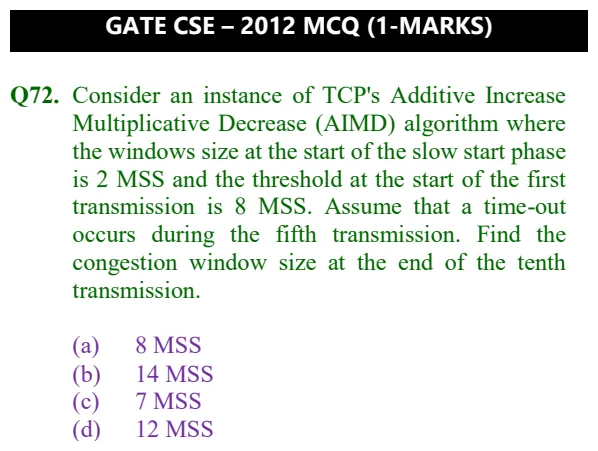 GATE CSE – 2012 MCQ (1-MARKS)
Q72. Consider an instance of TCP's Additive Increase
Multiplicative Decrease (AIMD) algorithm where
the windows size at the start of the slow start phase
is 2 MSS and the threshold at the start of the first
transmission is 8 MSS. Assume that a time-out
occurs during the fifth transmission. Find the
congestion window size at the end of the tenth
transmission.
(a) 8 MSS
(b) 14 MSS
(c) 7 MSS
(d) 12 MSS